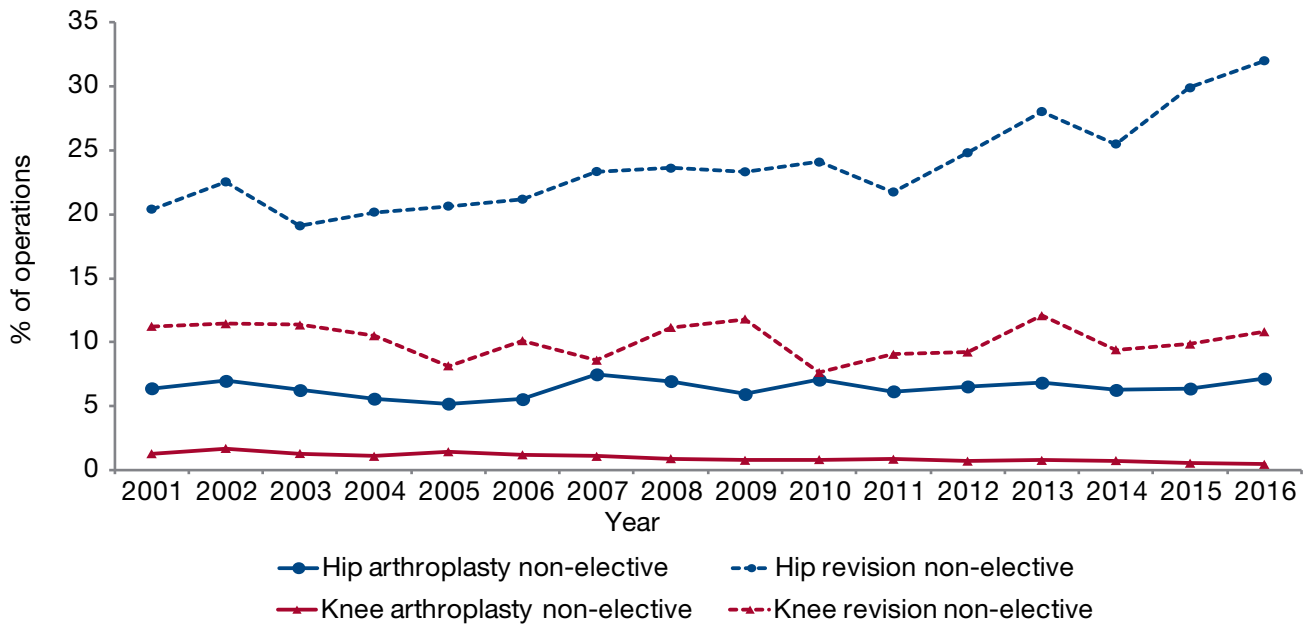 35
30
25
20
15
10
5
0
% of operations
2001 2002 2003 2004 2005 2006 2007 2008 2009 2010 2011 2012 2013 2014 2015 2016
Year
Hip arthroplasty non-elective Hip revision non-elective
Knee arthroplasty non-elective Knee revision non-elective